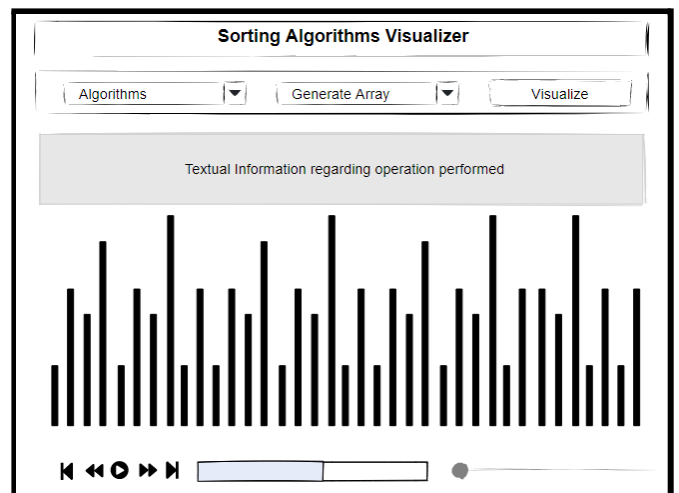 Sorting Algorithms Visualizer
Algorithms
Generate Array
Visualize
Textual Information regarding operation performed